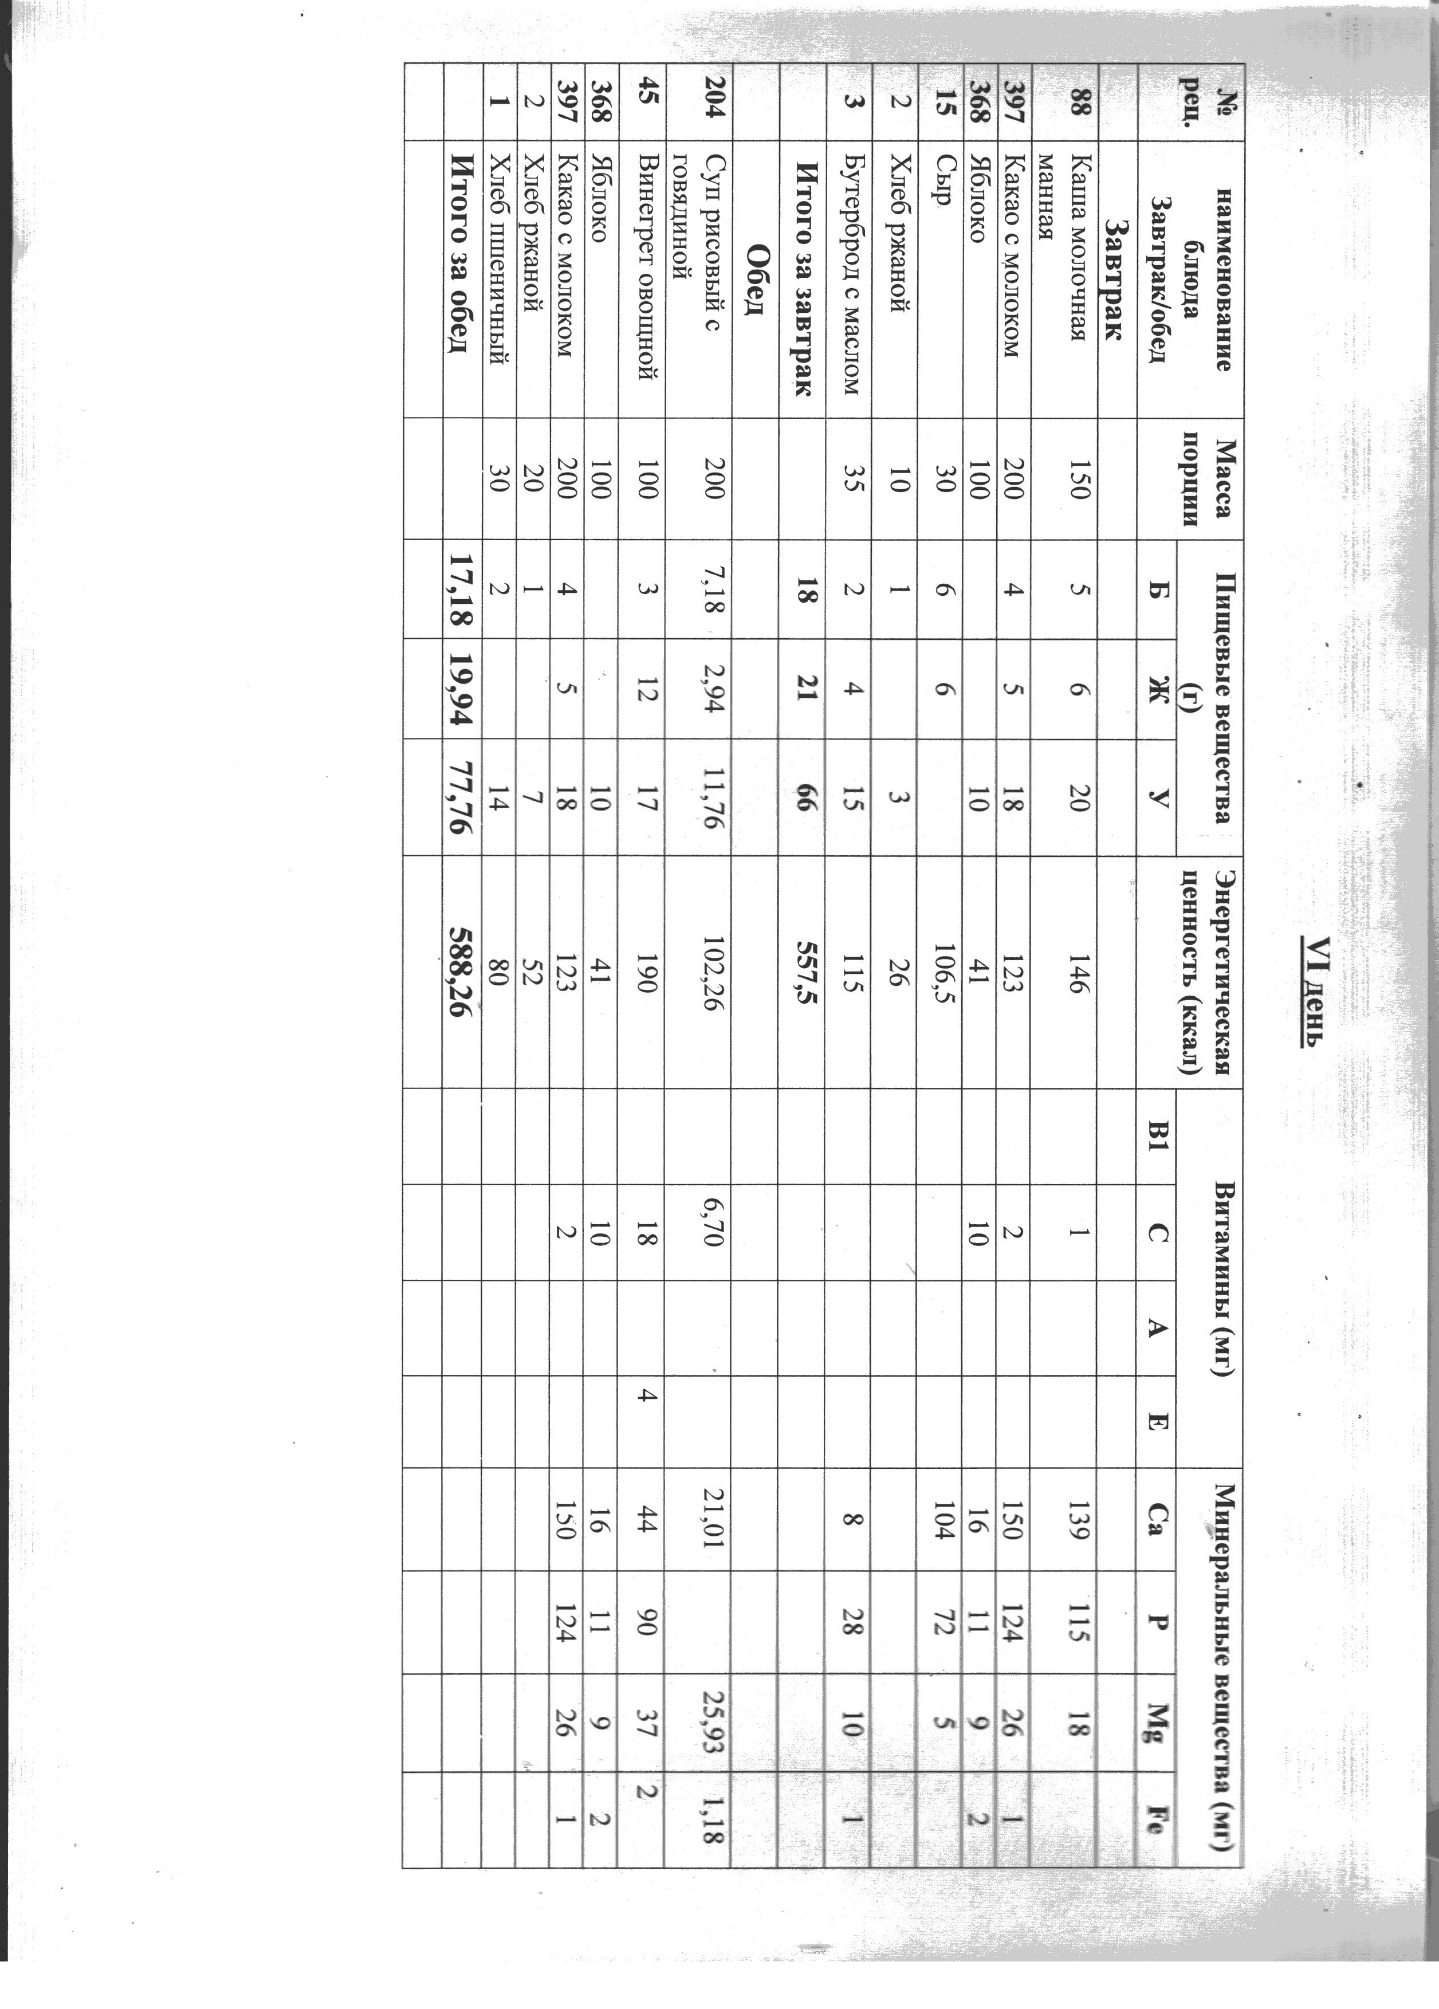 VI день
№ рец. наименование блюда Завтрак/обед Масса порции Пищевые вещества (г) Энергетическая ценность (ккал) Витамины (мг) Минеральные вещества (мг)
Б Ж У В1 С А Е Ca P Mg Fe
Завтрак
88 Каша молочная манная 150 5 6 20 146 1 139 115 18
397 Какао с молоком 200 4 5 18 123 2 150 124 26 1
368 Яблоко 100 10 41 10 16 11 9 2
15 Сыр 30 6 6 106,5 104 72 5
2 Хлеб ржаной 10 1 3 26
3 Бутерброд с маслом 35 2 4 15 115 8 28 10 1
Итого за завтрак 18 21 66 557,5
Обед
204 Суп рисовый с говядиной 200 7,18 2,94 11,76 102,26 6,70 21,01 25,93 1,18
45 Винегрет овощной 100 3 12 17 190 18 4 44 90 37 2
368 Яблоко 100 10 41 10 16 11 9 2
397 Какао с молоком 200 4 5 18 123 2 150 124 26 1
2 Хлеб ржаной 20 1 7 52
1 Хлеб пшеничный 30 2 14 80
Итого за обед 17,18 19,94 77,76 588,26